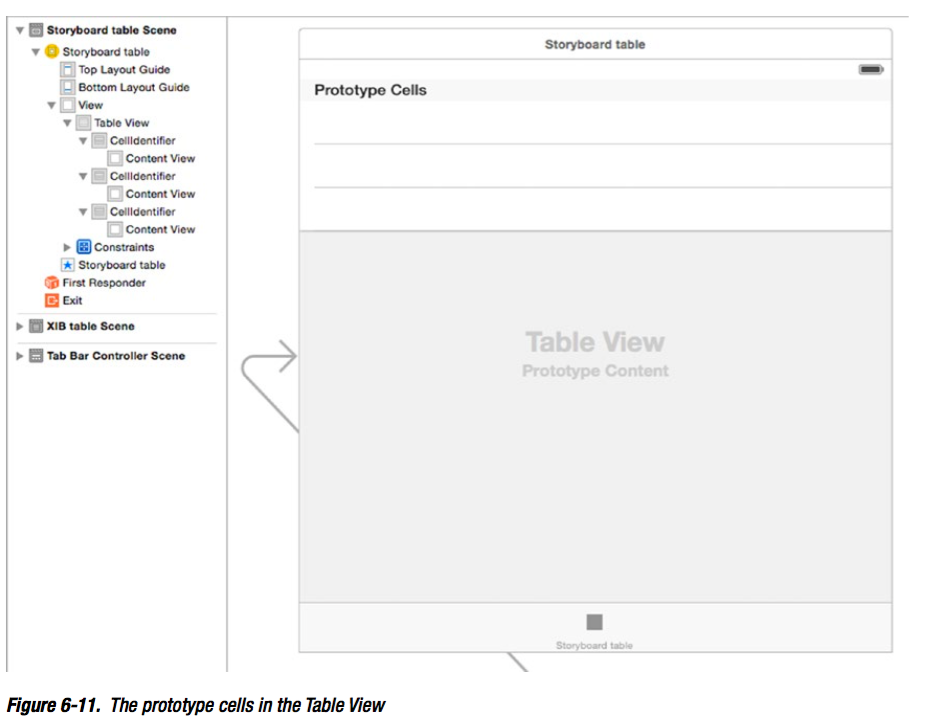 Storyboard table Scene
Storyboard table
Top Layout Guide
Bottom Layout Guide
View
Table View
CellIdentifier
Content View
CellIdentifier
Content View
CellIdentifier
Content View
Constraints
Storyboard table
First Responder
Exit
XIB table Scene
Tab Bar Controller Scene
Storyboard table
Prototype Cells
Table View
Prototype Content
Storyboard table
Figure 6-11. The prototype cells in the Table View